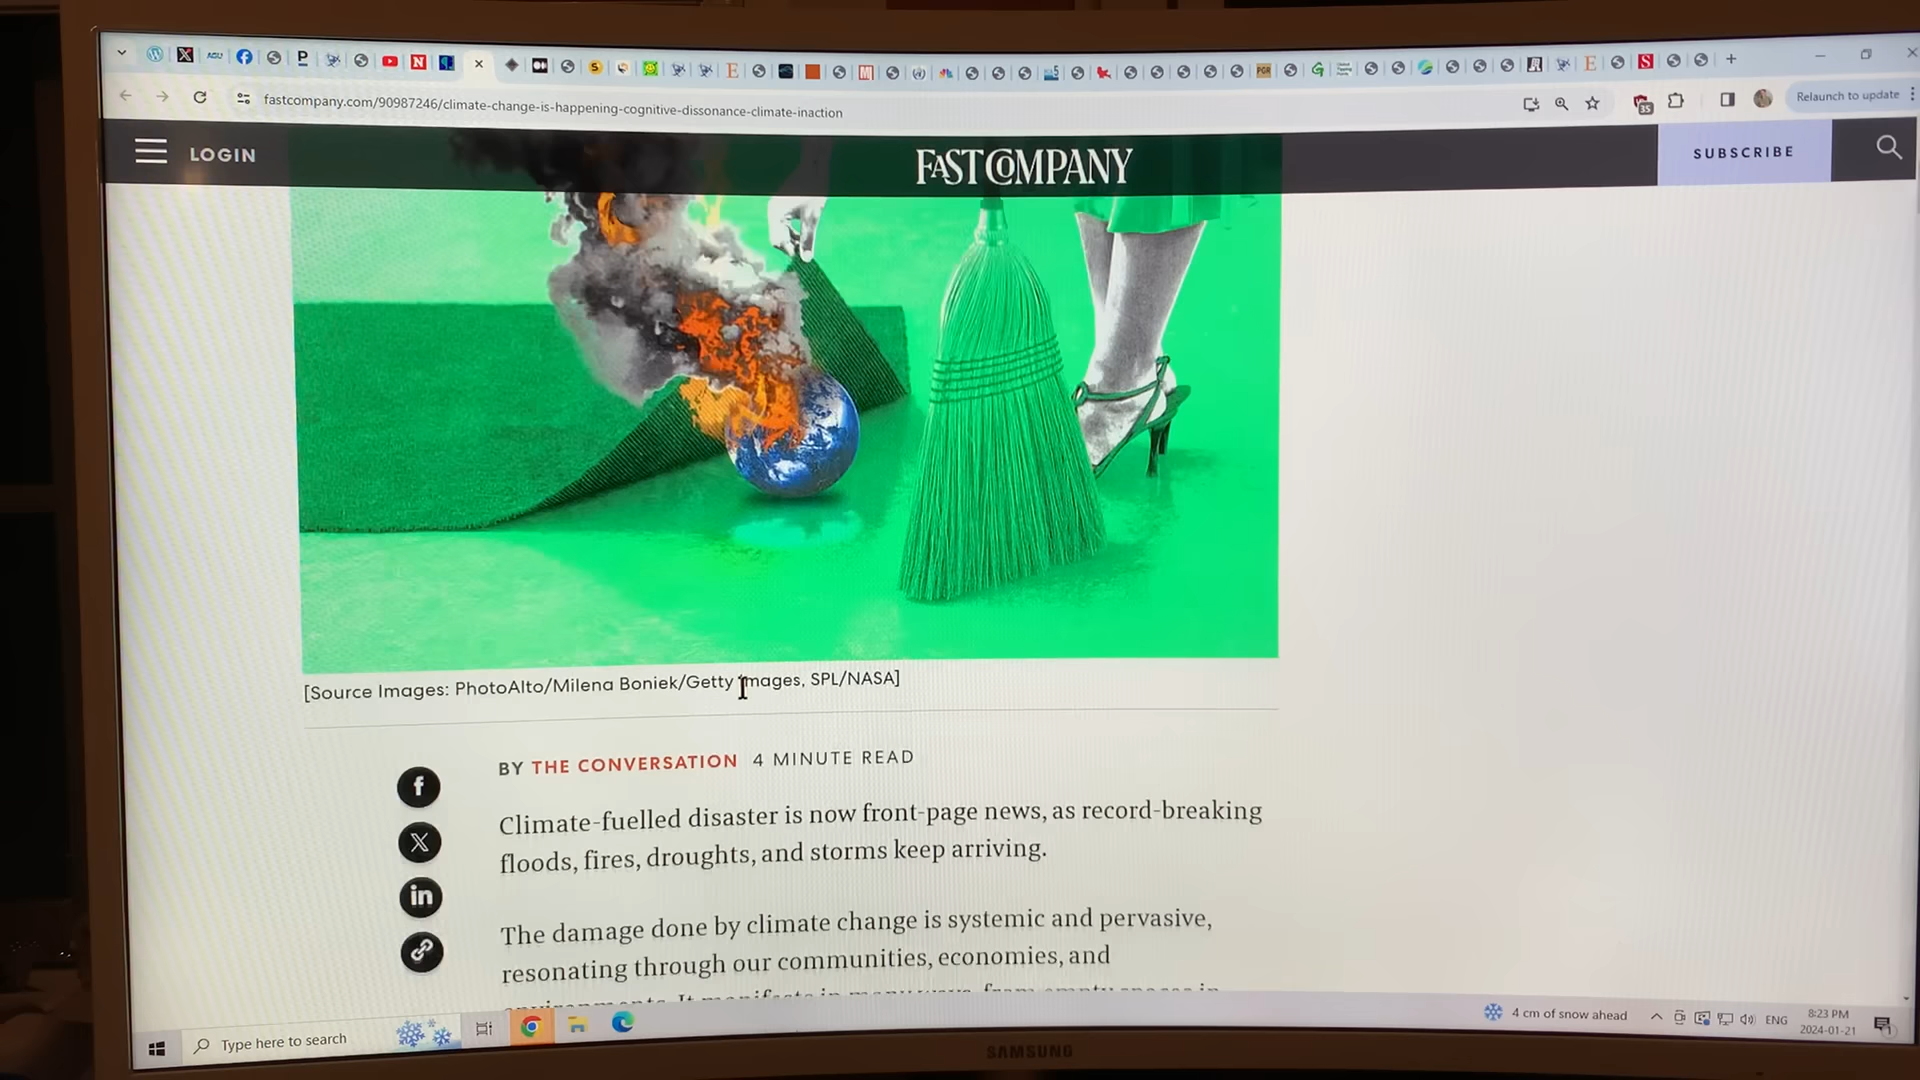 fastcompany.com/90987246/climate-change-is-happening-cognitive-dissonance-climate-inaction
Relaunch to update
LOGIN
FAST COMPANY
SUBSCRIBE
[Source Images: PhotoAlto/Milena Boniek/Getty Images, SPL/NASA]
BY THE CONVERSATION 4 MINUTE READ
Climate-fuelled disaster is now front-page news, as record-breaking
floods, fires, droughts, and storms keep arriving.
The damage done by climate change is systemic and pervasive,
resonating through our communities, economies, and
Type here to search
4 cm of snow ahead
ENG
8:23 PM
2024-01-21
SAMSUNG